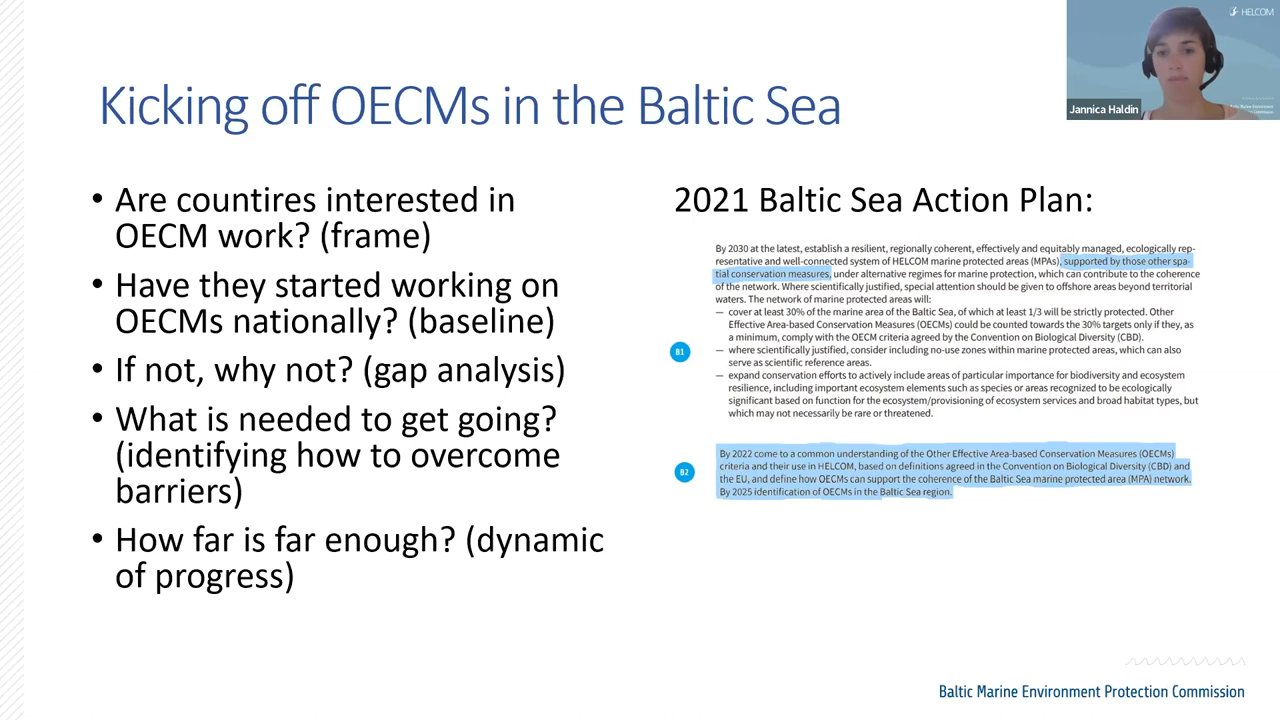 HELCOM
Jannica Haldin
Kicking off OECMs in the Baltic Sea
• Are countires interested in
OECM work? (frame)
• Have they started working on
OECMs nationally? (baseline)
• If not, why not? (gap analysis)
• What is needed to get going?
(identifying how to overcome
barriers)
• How far is far enough? (dynamic
of progress)
2021 Baltic Sea Action Plan:
By 2030 at the latest, establish a resilient, regionally coherent, effectively and equitably managed, ecologically rep-
resentative and well-connected system of HELCOM marine protected areas (MPAs), supported by those other spa-
tial conservation measures, under alternative regimes for marine protection, which can contribute to the coherence
of the network. Where scientifically justified, special attention should be given to offshore areas beyond territorial
waters. The network of marine protected areas will:
— cover at least 30% of the marine area of the Baltic Sea, of which at least 1/3 will be strictly protected. Other
Effective Area-based Conservation Measures (OECMs) could be counted towards the 30% targets only if they, as
a minimum, comply with the OECM criteria agreed by the Convention on Biological Diversity (CBD).
B1
— where scientifically justified, consider including no-use zones within marine protected areas, which can also
serve as scientific reference areas.
— expand conservation efforts to actively include areas of particular importance for biodiversity and ecosystem
resilience, including important ecosystem elements such as species or areas recognized to be ecologically
significant based on function for the ecosystem/provisioning of ecosystem services and broad habitat types, but
which may not necessarily be rare or threatened.
B2
By 2022 come to a common understanding of the Other Effective Area-based Conservation Measures (OECMs)
criteria and their use in HELCOM, based on definitions agreed in the Convention on Biological Diversity (CBD) and
the EU, and define how OECMs can support the coherence of the Baltic Sea marine protected area (MPA) network.
By 2025 identification of OECMs in the Baltic Sea region.
Baltic Marine Environment Protection Commission